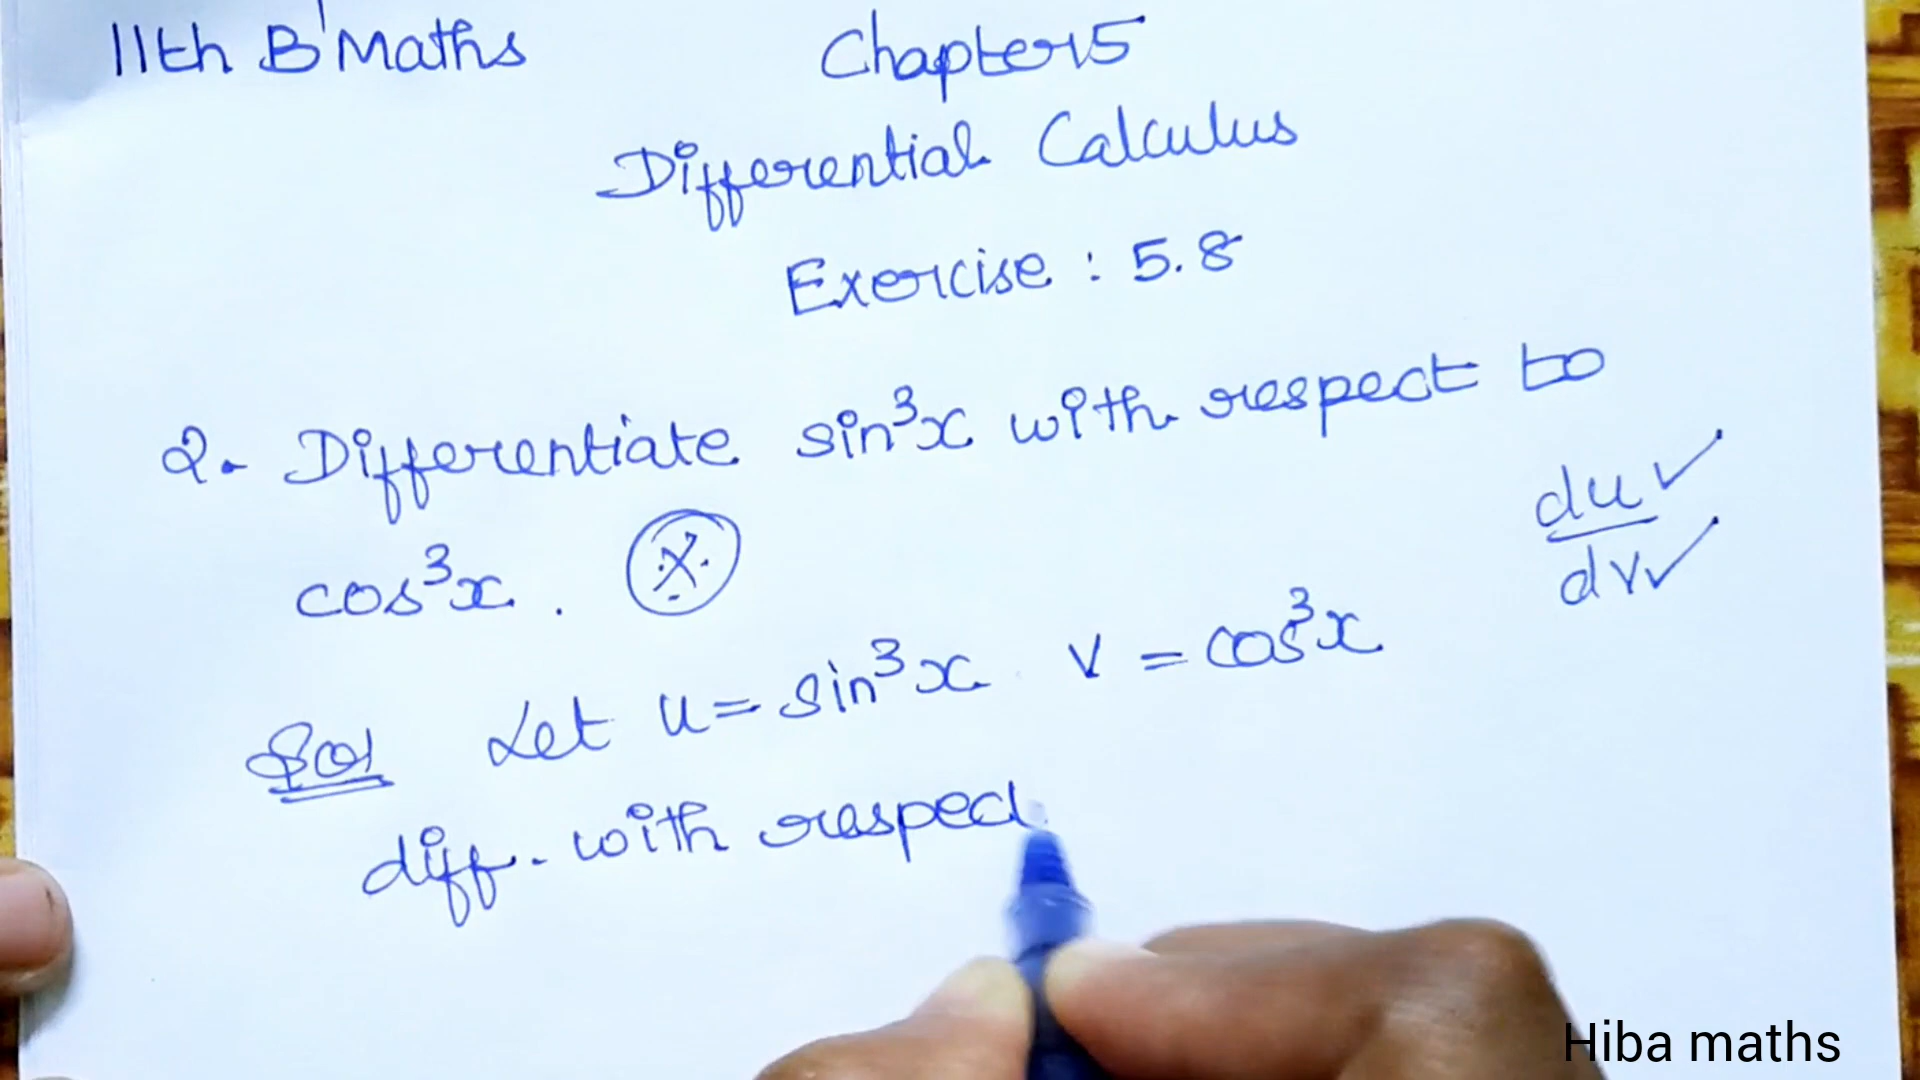 11th B'Maths Chapter 5
Differential Calculus
Exercise : 5.8
2. Differentiate sin³x with respect to
cos³x.
du
dv
Sol Let u = sin³x v = cos³x
diff. with respect
Hiba maths